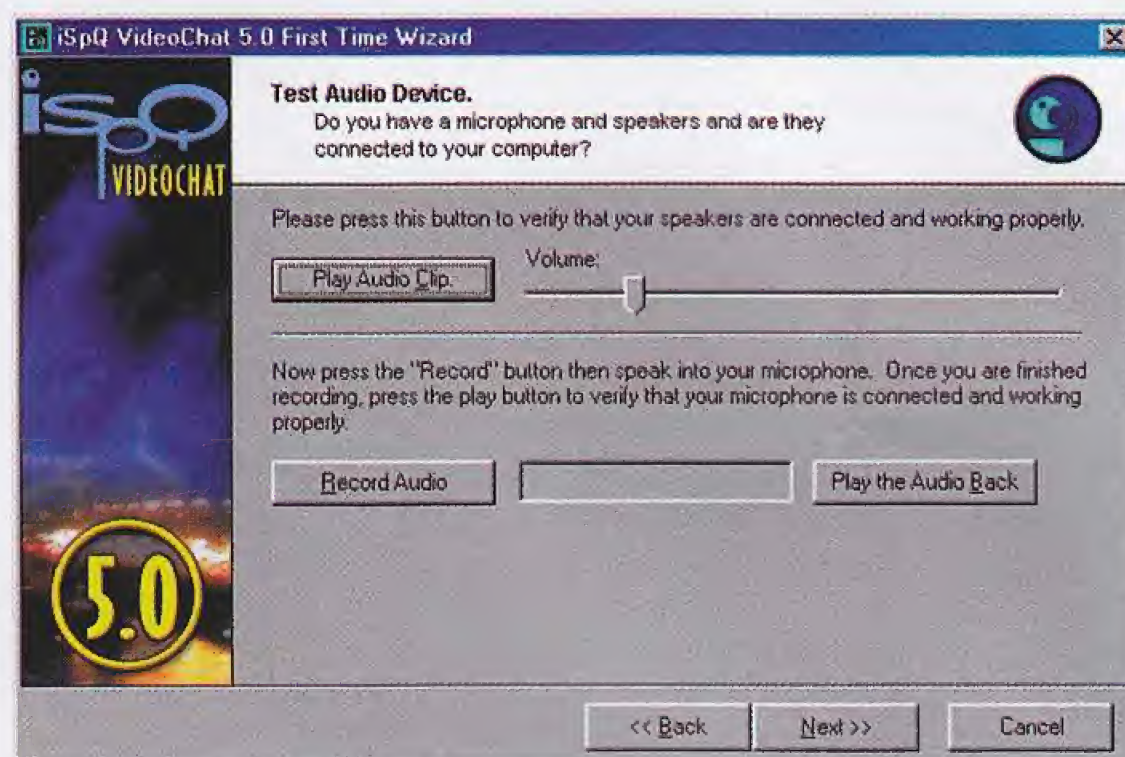 iSpQ VideoChat 5.0 First Time Wizard
iSpQ
VIDEOCHAT
5.0
Test Audio Device.
Do you have a microphone and speakers and are they
connected to your computer?
Please press this button to verify that your speakers are connected and working properly.
Play Audio Clip.
Volume:
Now press the "Record" button then speak into your microphone. Once you are finished
recording, press the play button to verify that your microphone is connected and working
properly.
Record Audio
Play the Audio Back
<< Back
Next >>
Cancel